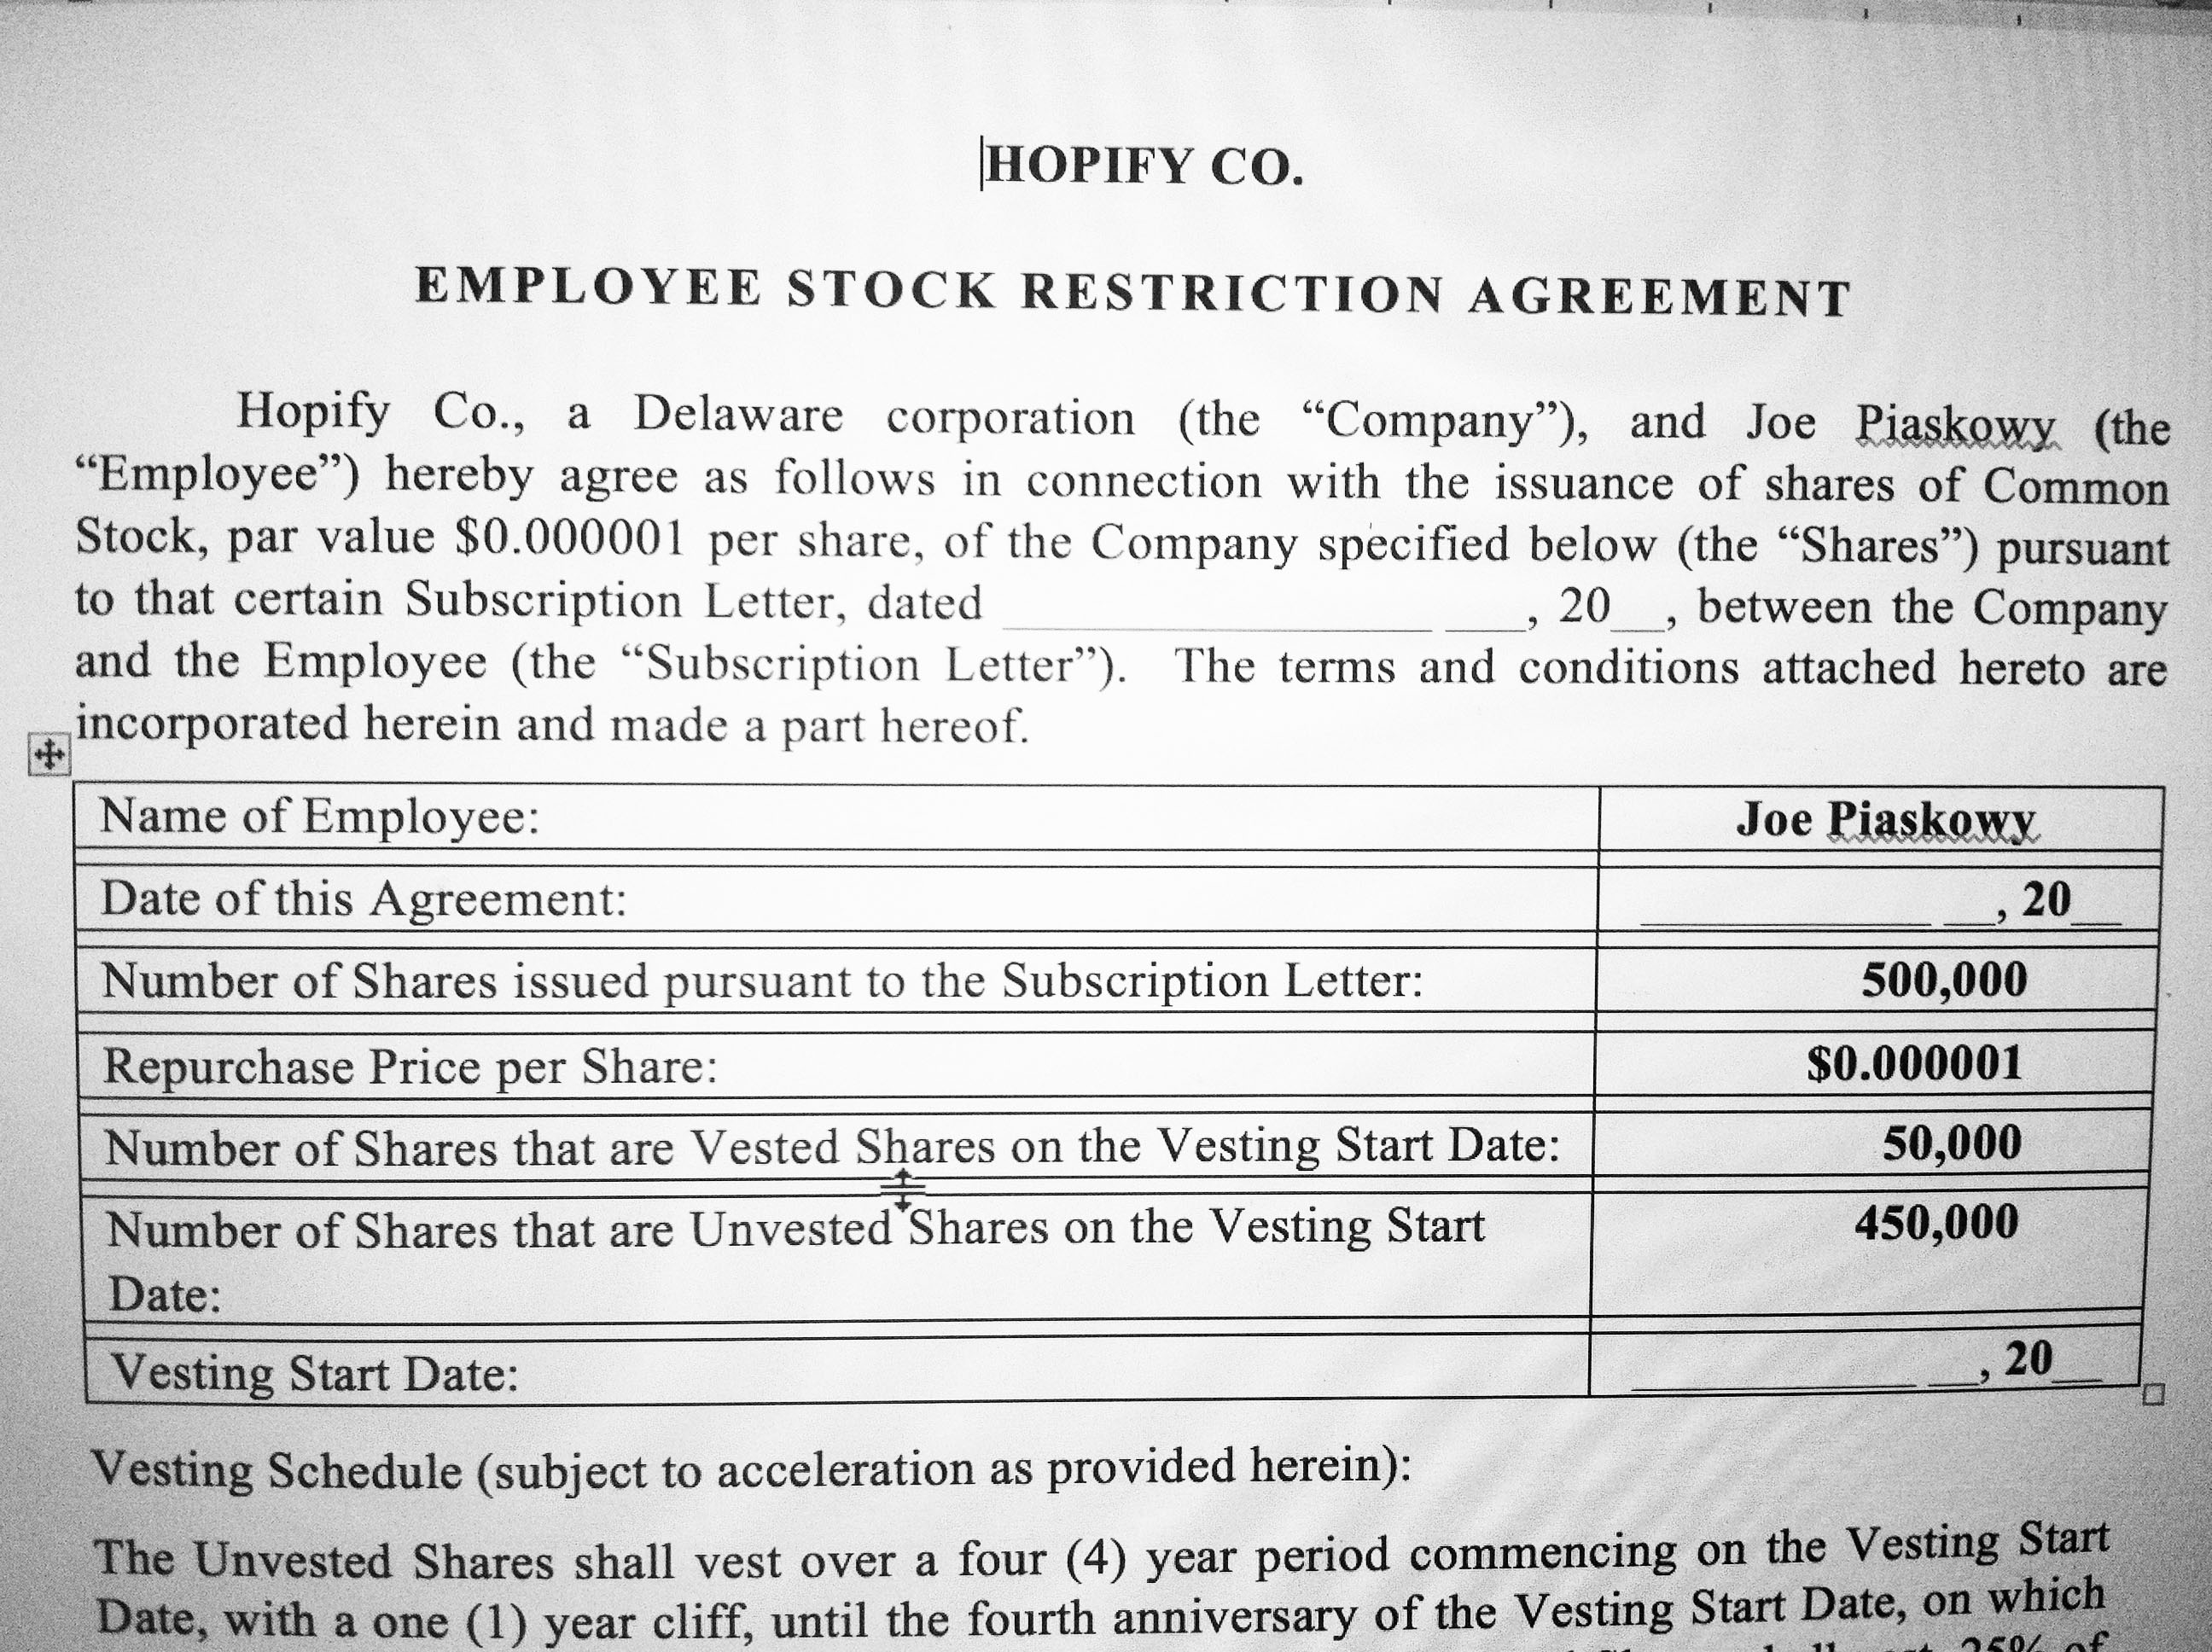 HOPIFY CO.
EMPLOYEE STOCK RESTRICTION AGREEMENT
Hopify Co., a Delaware corporation (the “Company”), and Joe Piaskowy (the
“Employee”) hereby agree as follows in connection with the issuance of shares of Common
Stock, par value $0.000001 per share, of the Company specified below (the “Shares”) pursuant
to that certain Subscription Letter, dated ________________ ___, 20__, between the Company
and the Employee (the “Subscription Letter”). The terms and conditions attached hereto are
incorporated herein and made a part hereof.
Name of Employee: Joe Piaskowy
Date of this Agreement: ___________ __, 20__
Number of Shares issued pursuant to the Subscription Letter: 500,000
Repurchase Price per Share: $0.000001
Number of Shares that are Vested Shares on the Vesting Start Date: 50,000
Number of Shares that are Unvested Shares on the Vesting Start 450,000
Date:
Vesting Start Date: ___________ __, 20__
Vesting Schedule (subject to acceleration as provided herein):
The Unvested Shares shall vest over a four (4) year period commencing on the Vesting Start
Date, with a one (1) year cliff, until the fourth anniversary of the Vesting Start Date, on which
25% of